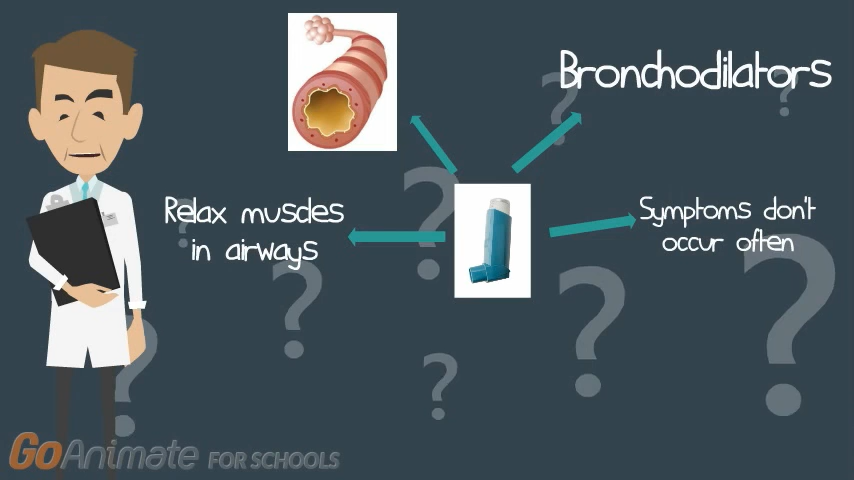 Bronchodilators
Relax muscles
in airways
Symptoms don't
occur often
? ? ? ? ? ? ? ? ?
GoAnimate FOR SCHOOLS